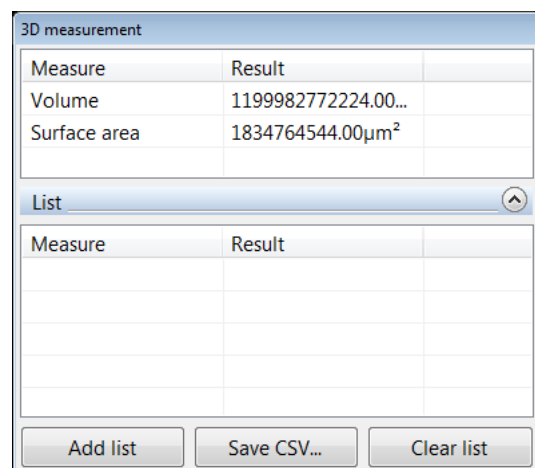 3D measurement
Measure Result
Volume 1199982772224.00...
Surface area 1834764544.00µm²
List
Measure Result
Add list Save CSV... Clear list